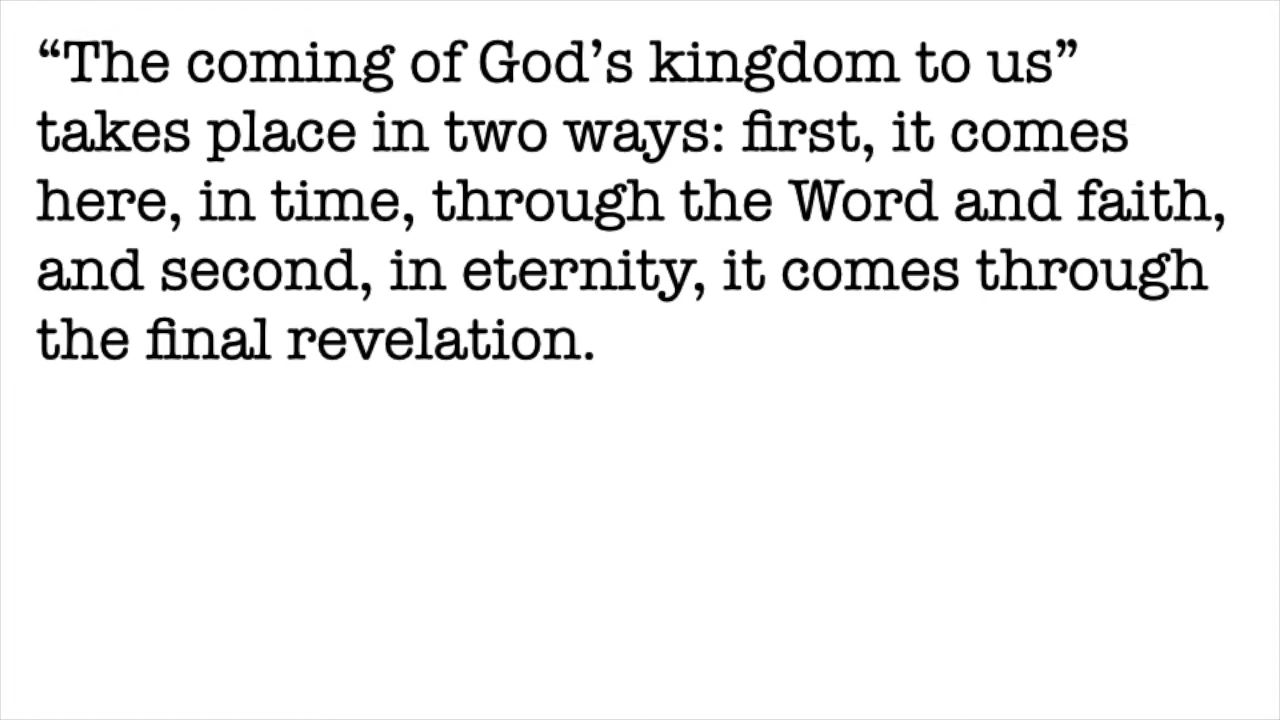 “The coming of God’s kingdom to us”
takes place in two ways: first, it comes
here, in time, through the Word and faith,
and second, in eternity, it comes through
the final revelation.